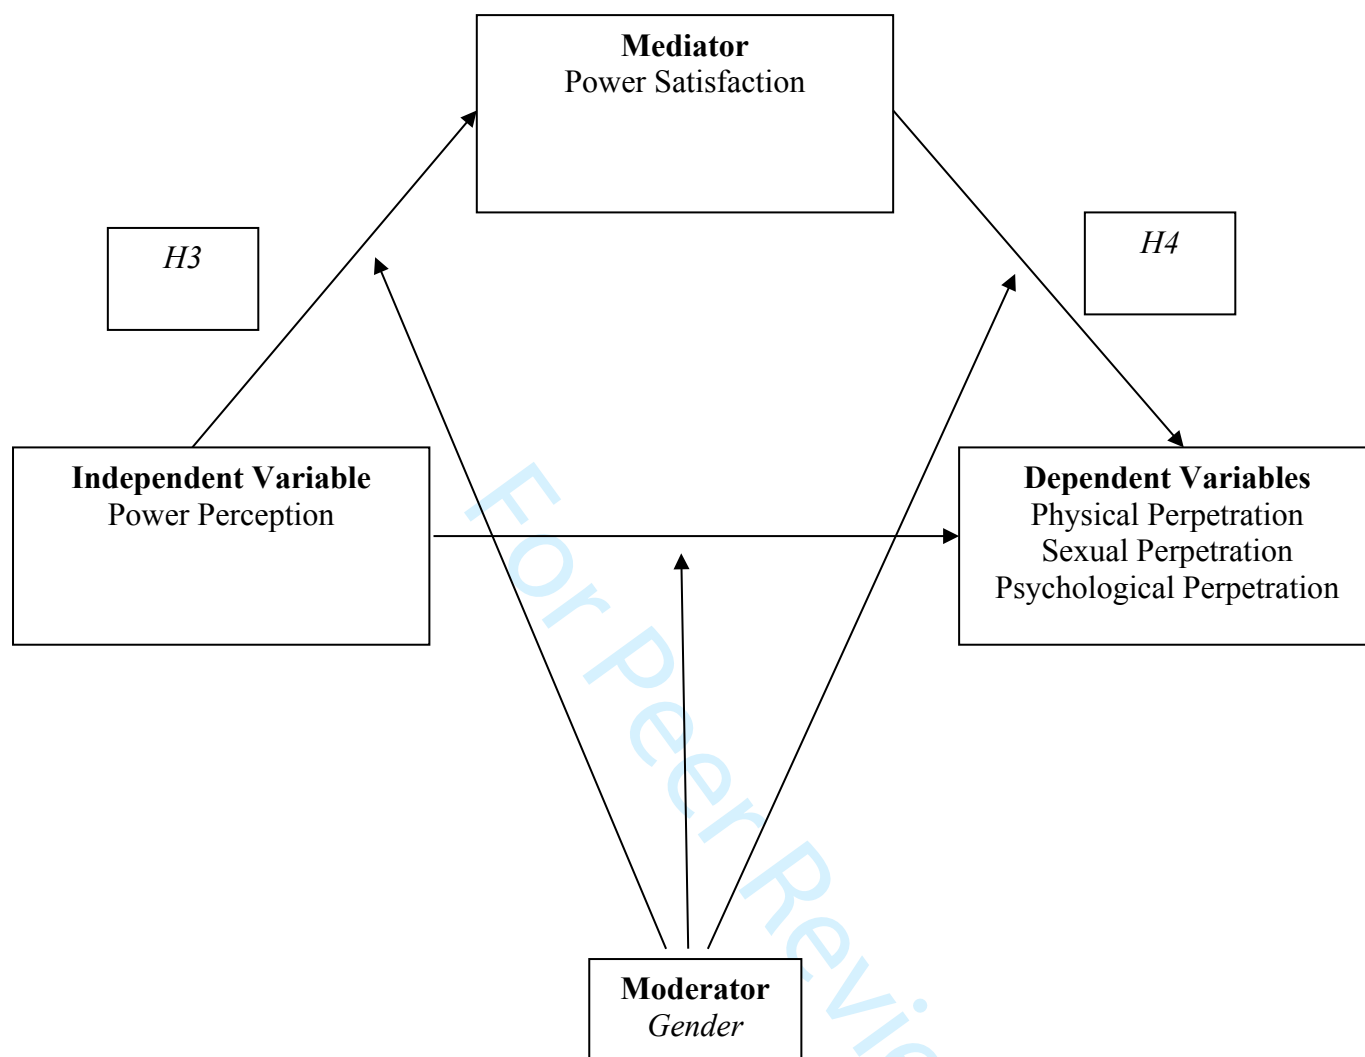 Mediator
Power Satisfaction
H3
H4
Independent Variable
Power Perception
Dependent Variables
Physical Perpetration
Sexual Perpetration
Psychological Perpetration
For Peer Revie
Moderator
Gender